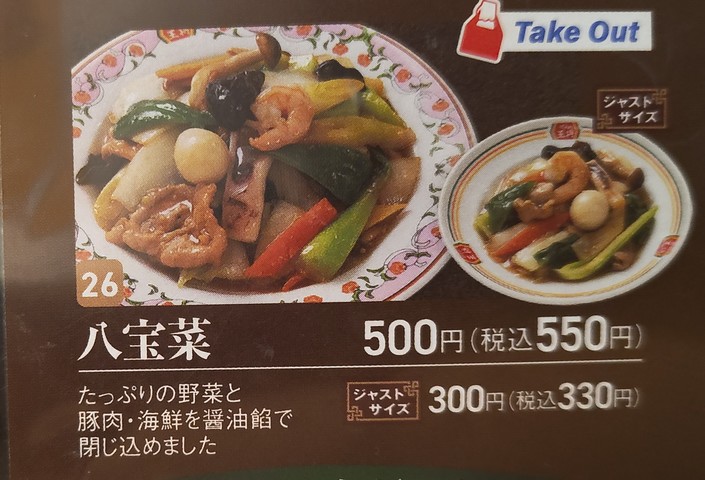 Take Out
ジャスト
サイズ
26
八宝菜
500円(税込550円)
たっぷりの野菜と
豚肉・海鮮を醤油餡で
閉じ込めました
ジャスト
サイズ
300円(税込330円)